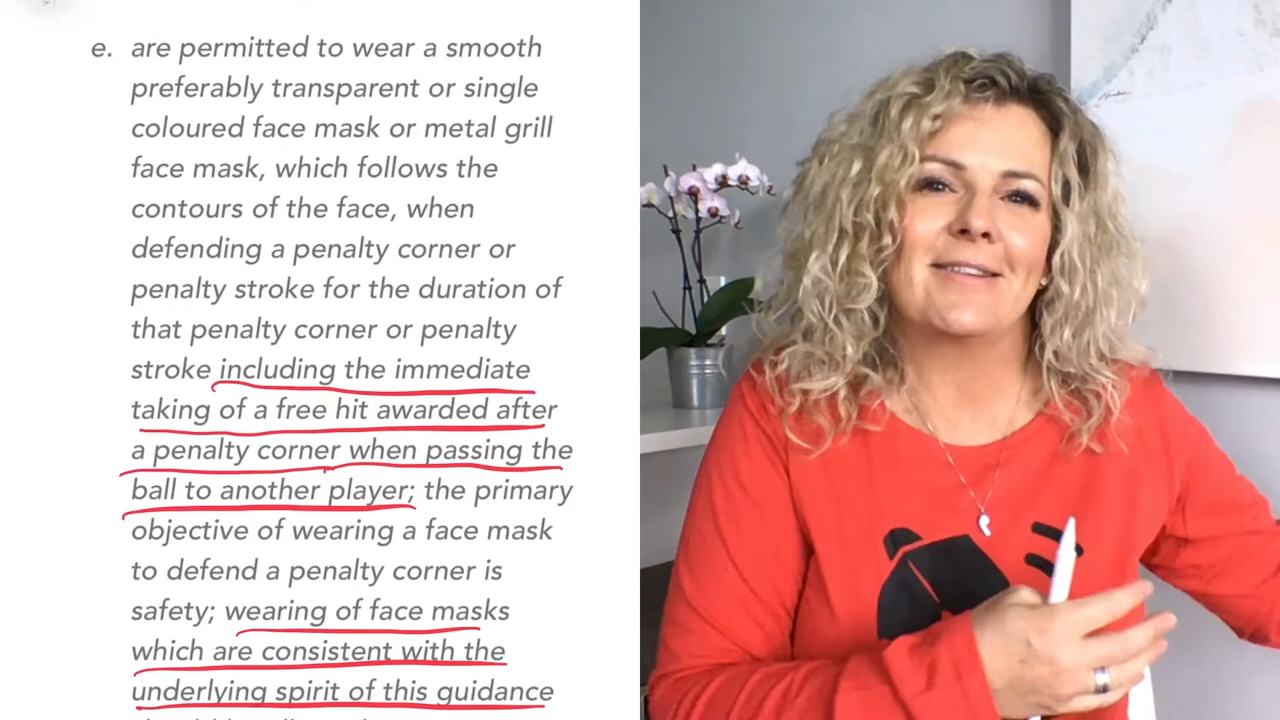 e. are permitted to wear a smooth
preferably transparent or single
coloured face mask or metal grill
face mask, which follows the
contours of the face, when
defending a penalty corner or
penalty stroke for the duration of
that penalty corner or penalty
stroke including the immediate
taking of a free hit awarded after
a penalty corner when passing the
ball to another player; the primary
objective of wearing a face mask
to defend a penalty corner is
safety; wearing of face masks
which are consistent with the
underlying spirit of this guidance